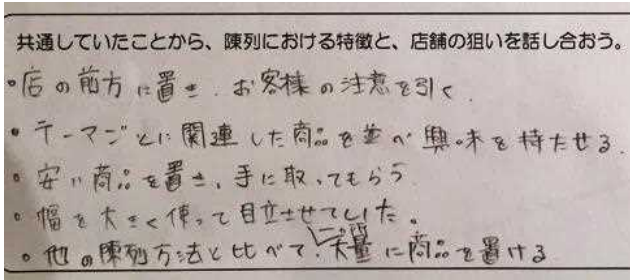 共通していたことから、陳列における特徴と、店舗の狙いを話し合おう。
・店の前方に置き、お客様の注意を引く。
・テーマごとに関連した商品を並べ興味を持たせる。
・安い商品を置き、手に取ってもらう
・幅を大きく使って目立させてした。
・他の陳列方法と比べて、大量に商品を置ける